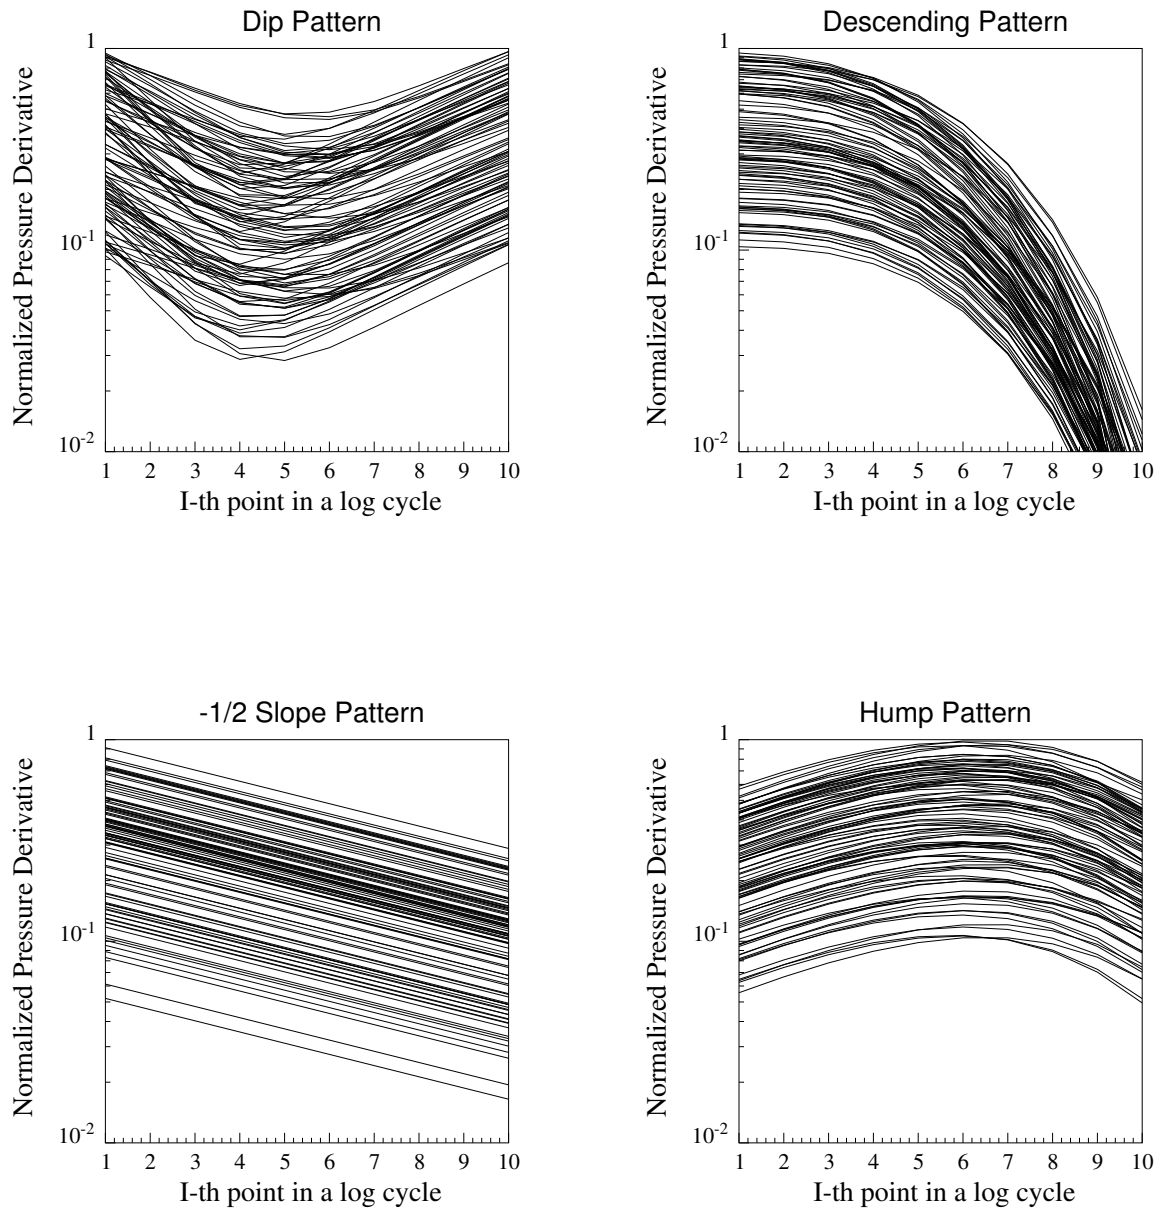 Dip Pattern
Normalized Pressure Derivative
1
10-1
10-2
1 2 3 4 5 6 7 8 9 10
I-th point in a log cycle
Descending Pattern
Normalized Pressure Derivative
1
10-1
10-2
1 2 3 4 5 6 7 8 9 10
I-th point in a log cycle
-1/2 Slope Pattern
Normalized Pressure Derivative
1
10-1
10-2
1 2 3 4 5 6 7 8 9 10
I-th point in a log cycle
Hump Pattern
Normalized Pressure Derivative
1
10-1
10-2
1 2 3 4 5 6 7 8 9 10
I-th point in a log cycle